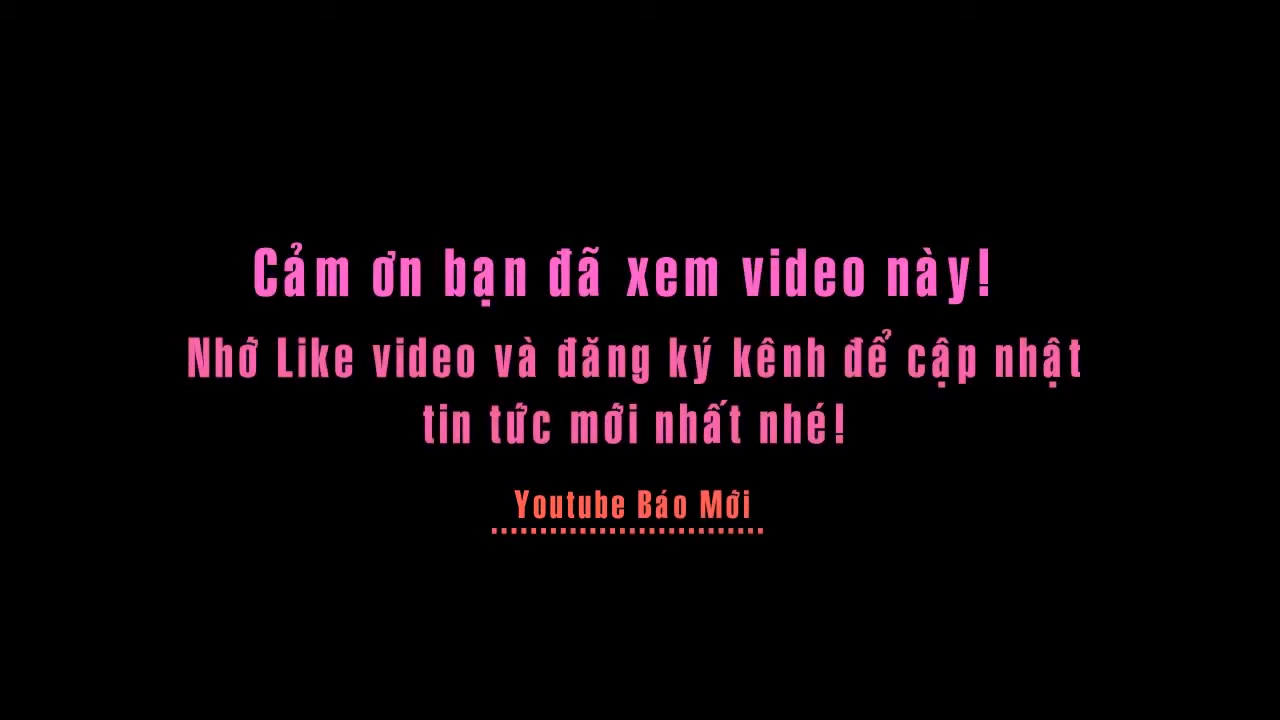 Cảm ơn bạn đã xem video này!
Nhớ Like video và đăng ký kênh để cập nhật
tin tức mới nhất nhé!
Youtube Báo Mới